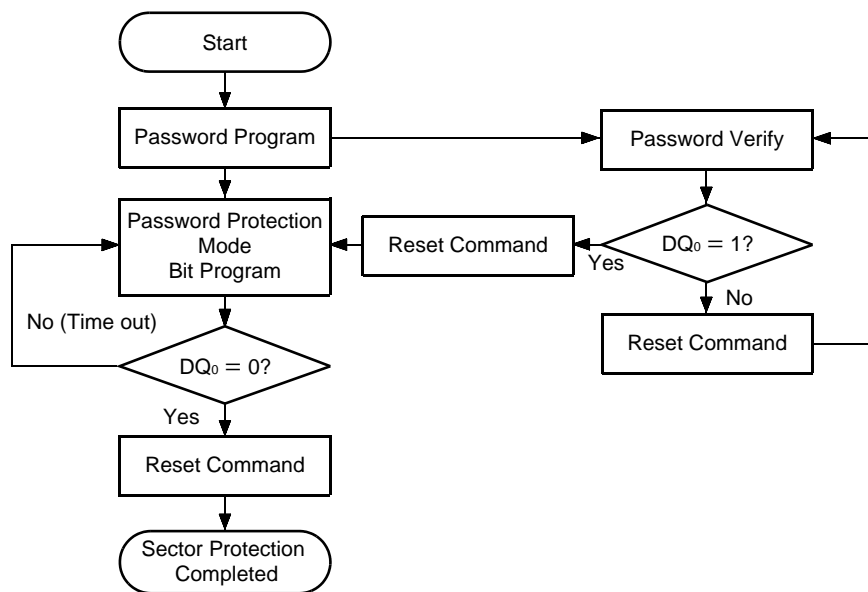 Start
Password Program
Password Verify
Password Protection
Mode
Bit Program
Reset Command
DQ₀ = 1?
Yes
No
Reset Command
No (Time out)
DQ₀ = 0?
Yes
Reset Command
Sector Protection
Completed